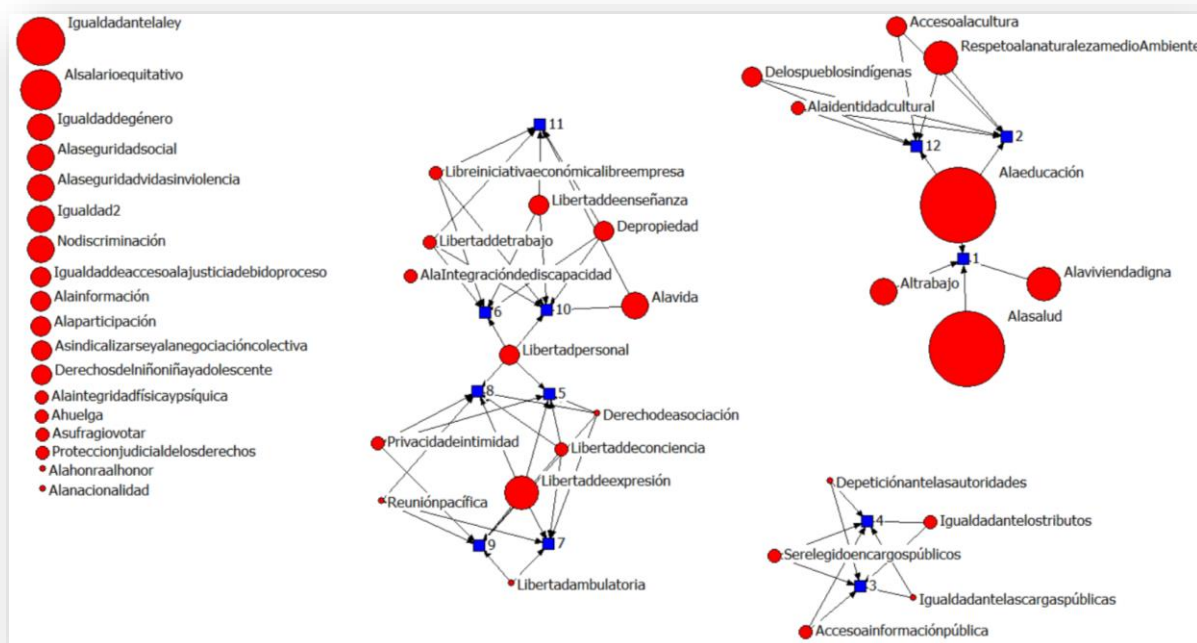 Igualdadantelaley
Alsalarioequitativo
Igualdaddegénero
Alaseguridadsocial
Alaseguridadvidasinviolencia
Igualdad2
Nodiscriminación
Igualdaddeaccesoalajusticiadebidoproceso
Alainformación
Alaparticipación
Asindicalizarseyalanegociacióncolectiva
Derechosdelniñoniñayadolescente
Alaintegridadfísicaypsíquica
Ahuelga
Asufragiovotar
Proteccionjudicialdelosderechos
Alahonraalhonor
Alanacionalidad
11
Libreiniciativaeconómicalibreempresa
Libertaddeenseñanza
Libertaddetrabajo
Depropiedad
AlaIntegracióndediscapacidad
Alavida
6
10
Libertadpersonal
8
5
Derechodeasociación
Privacidadeintimidad
Libertaddeconciencia
Libertaddeexpresión
Reuniónpacífica
9
7
Libertadambulatoria
Accesoalacultura
RespetoalanaturalezamedioAmbiente
Delospueblosindígenas
Alaidentidadcultural
2
12
Alaeducación
1
Altrabajo
Alaviviendadigna
Alasalud
Depeticiónantelasautoridades
4
Igualdadantelostributos
Serelegidoencargospúblicos
3
Igualdadantelascargaspúblicas
Accesoainformaciónpública